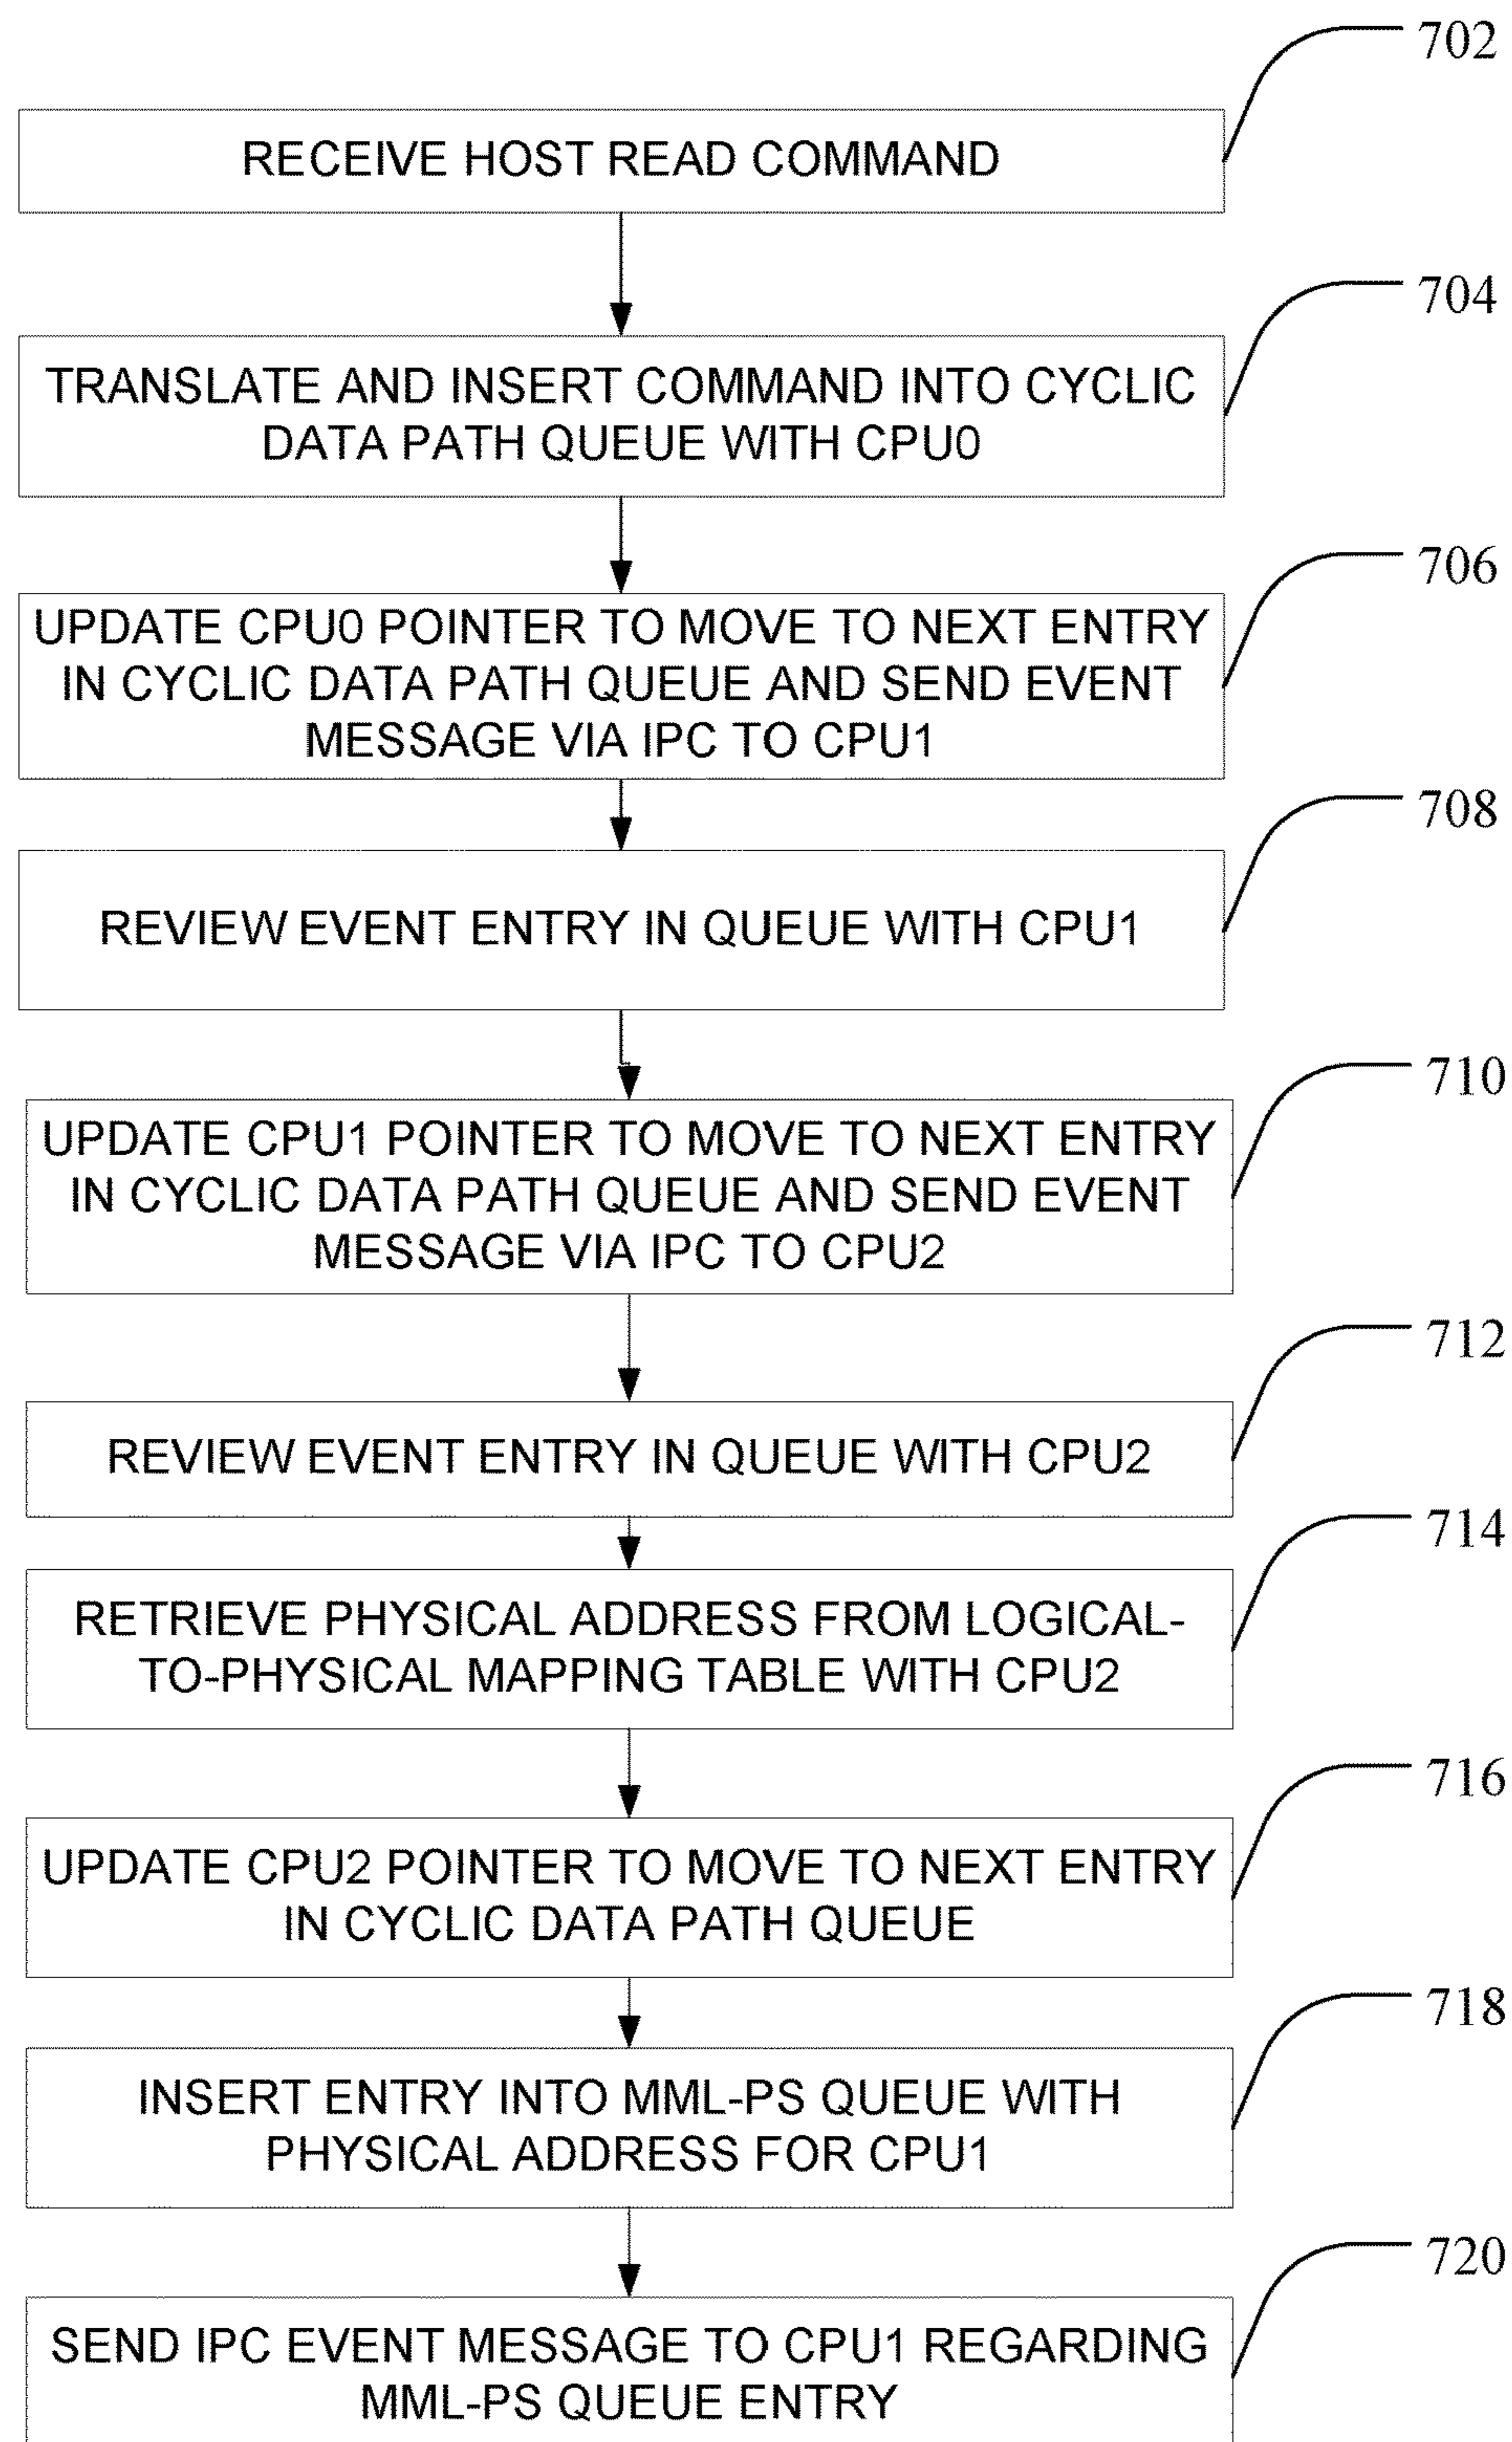 702
RECEIVE HOST READ COMMAND
704
TRANSLATE AND INSERT COMMAND INTO CYCLIC
DATA PATH QUEUE WITH CPU0
706
UPDATE CPU0 POINTER TO MOVE TO NEXT ENTRY
IN CYCLIC DATA PATH QUEUE AND SEND EVENT
MESSAGE VIA IPC TO CPU1
708
REVIEW EVENT ENTRY IN QUEUE WITH CPU1
710
UPDATE CPU1 POINTER TO MOVE TO NEXT ENTRY
IN CYCLIC DATA PATH QUEUE AND SEND EVENT
MESSAGE VIA IPC TO CPU2
712
REVIEW EVENT ENTRY IN QUEUE WITH CPU2
714
RETRIEVE PHYSICAL ADDRESS FROM LOGICAL-
TO-PHYSICAL MAPPING TABLE WITH CPU2
716
UPDATE CPU2 POINTER TO MOVE TO NEXT ENTRY
IN CYCLIC DATA PATH QUEUE
718
INSERT ENTRY INTO MML-PS QUEUE WITH
PHYSICAL ADDRESS FOR CPU1
720
SEND IPC EVENT MESSAGE TO CPU1 REGARDING
MML-PS QUEUE ENTRY